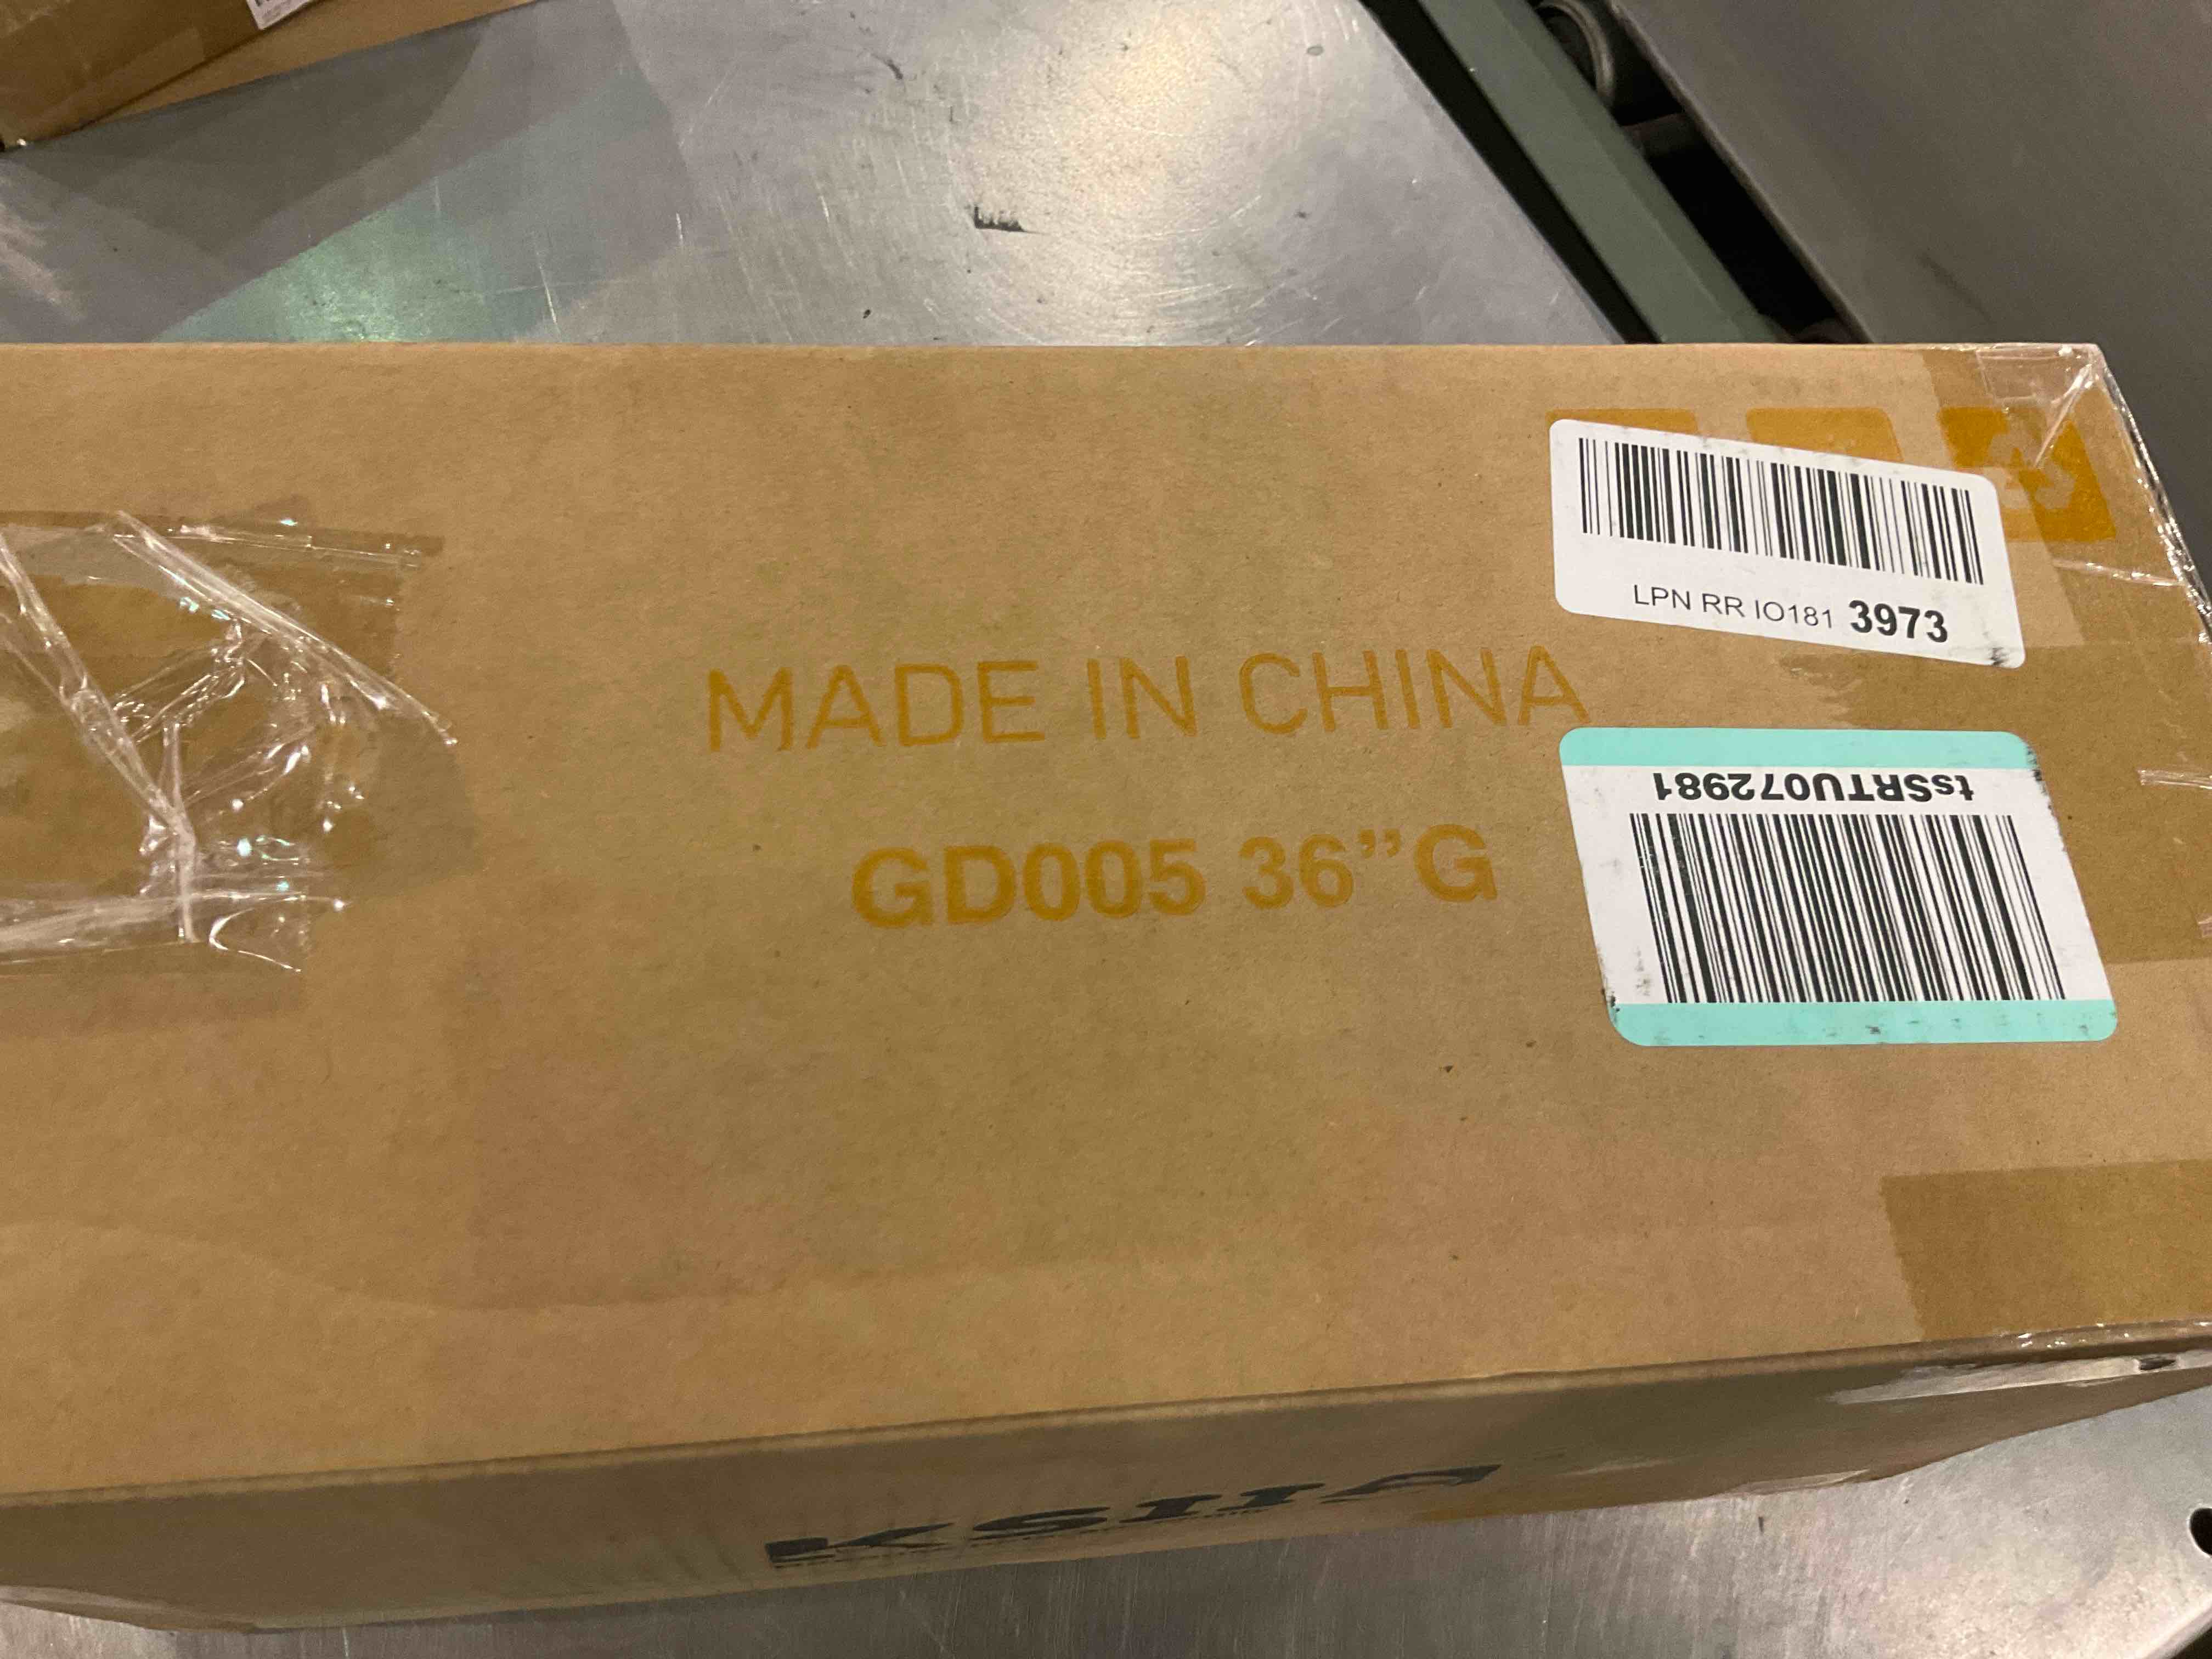 LPN RR IO181 3973
MADE IN CHINA
tsSRTU072981
GD005 36”G